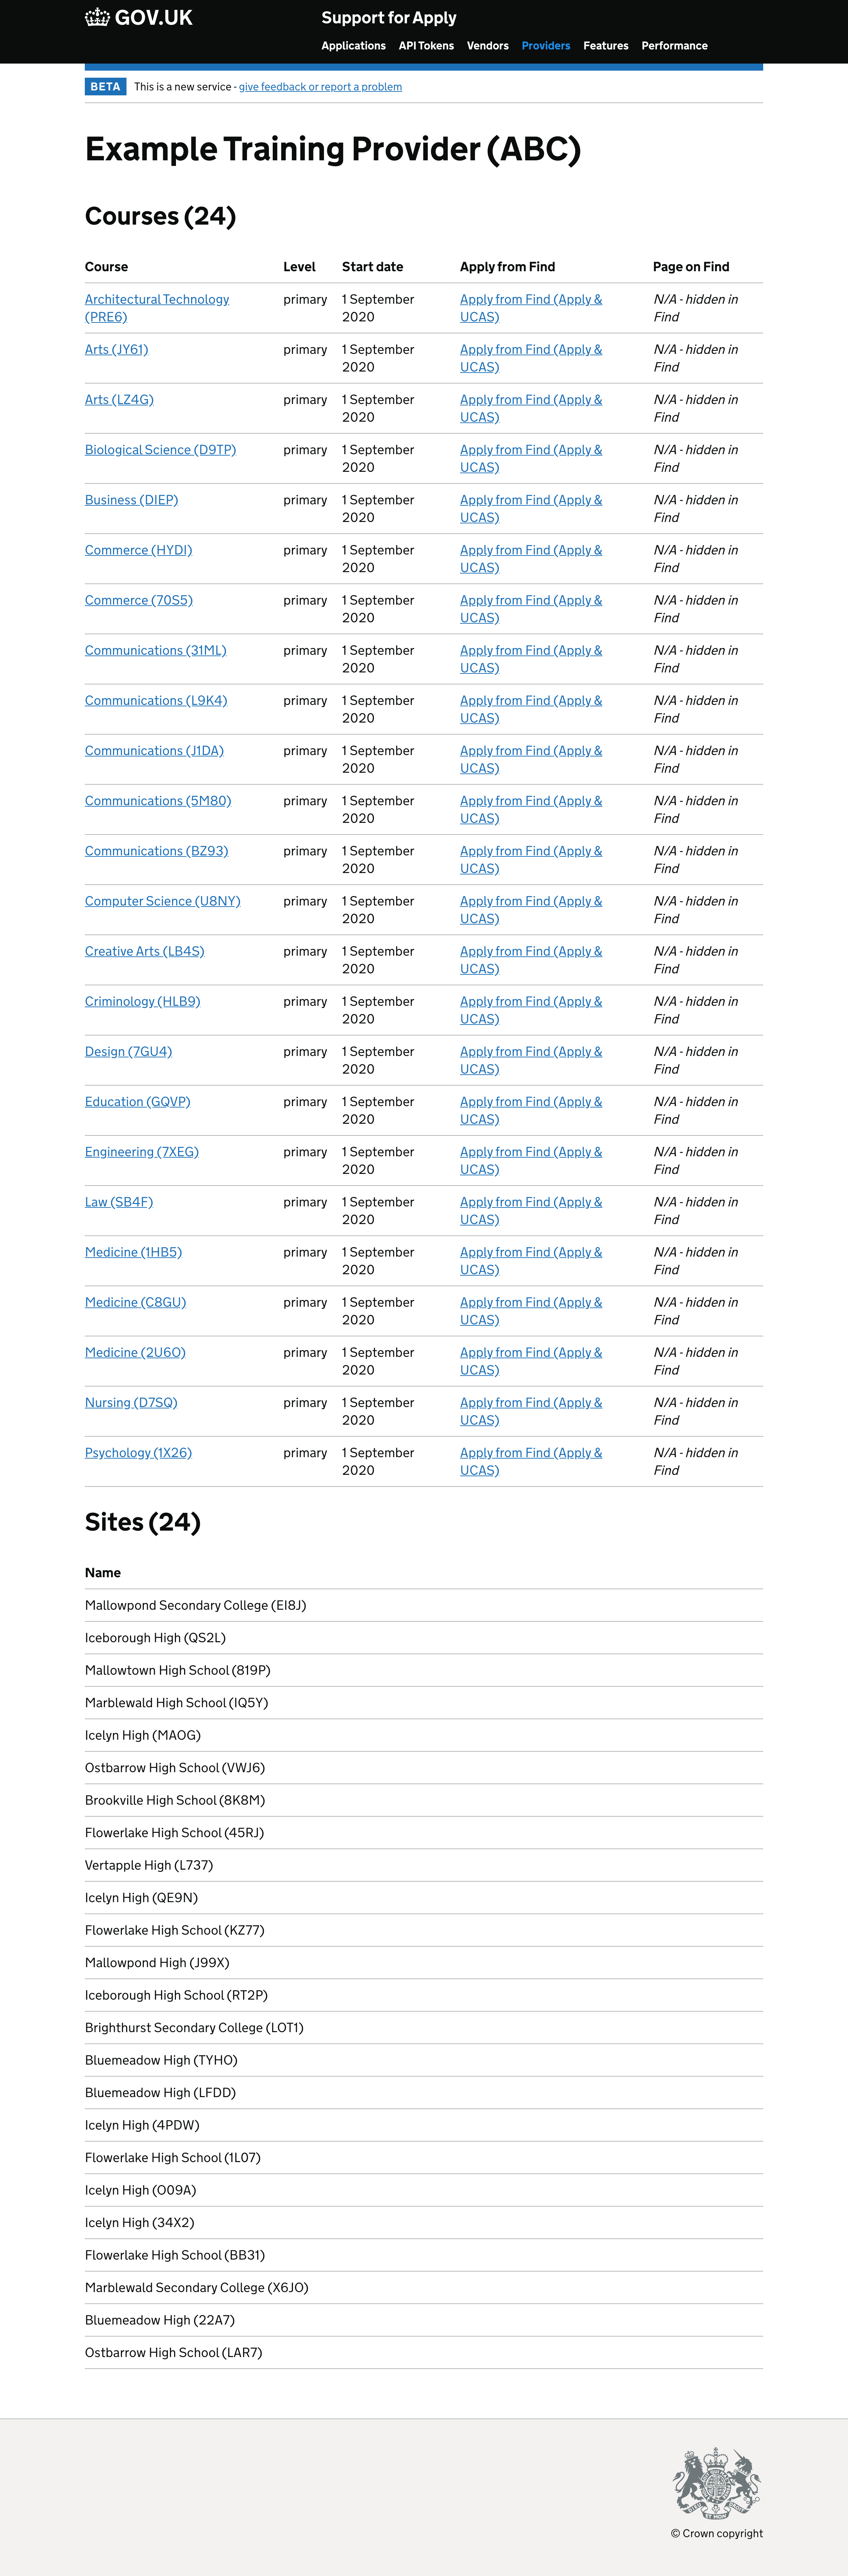 GOV.UK
Support for Apply
Applications API Tokens Vendors Providers Features Performance
BETA This is a new service - give feedback or report a problem
Example Training Provider (ABC)
Courses (24)
Course Level Start date Apply from Find Page on Find
Architectural Technology primary 1 September Apply from Find (Apply & N/A - hidden in
(PRE6) 2020 UCAS) Find
Arts (JY61) primary 1 September Apply from Find (Apply & N/A - hidden in
2020 UCAS) Find
Arts (LZ4G) primary 1 September Apply from Find (Apply & N/A - hidden in
2020 UCAS) Find
Biological Science (D9TP) primary 1 September Apply from Find (Apply & N/A - hidden in
2020 UCAS) Find
Business (DIEP) primary 1 September Apply from Find (Apply & N/A - hidden in
2020 UCAS) Find
Commerce (HYDI) primary 1 September Apply from Find (Apply & N/A - hidden in
2020 UCAS) Find
Commerce (70S5) primary 1 September Apply from Find (Apply & N/A - hidden in
2020 UCAS) Find
Communications (31ML) primary 1 September Apply from Find (Apply & N/A - hidden in
2020 UCAS) Find
Communications (L9K4) primary 1 September Apply from Find (Apply & N/A - hidden in
2020 UCAS) Find
Communications (J1DA) primary 1 September Apply from Find (Apply & N/A - hidden in
2020 UCAS) Find
Communications (5M80) primary 1 September Apply from Find (Apply & N/A - hidden in
2020 UCAS) Find
Communications (BZ93) primary 1 September Apply from Find (Apply & N/A - hidden in
2020 UCAS) Find
Computer Science (U8NY) primary 1 September Apply from Find (Apply & N/A - hidden in
2020 UCAS) Find
Creative Arts (LB4S) primary 1 September Apply from Find (Apply & N/A - hidden in
2020 UCAS) Find
Criminology (HLB9) primary 1 September Apply from Find (Apply & N/A - hidden in
2020 UCAS) Find
Design (7GU4) primary 1 September Apply from Find (Apply & N/A - hidden in
2020 UCAS) Find
Education (GQVP) primary 1 September Apply from Find (Apply & N/A - hidden in
2020 UCAS) Find
Engineering (7XEG) primary 1 September Apply from Find (Apply & N/A - hidden in
2020 UCAS) Find
Law (SB4F) primary 1 September Apply from Find (Apply & N/A - hidden in
2020 UCAS) Find
Medicine (1HB5) primary 1 September Apply from Find (Apply & N/A - hidden in
2020 UCAS) Find
Medicine (C8GU) primary 1 September Apply from Find (Apply & N/A - hidden in
2020 UCAS) Find
Medicine (2U6O) primary 1 September Apply from Find (Apply & N/A - hidden in
2020 UCAS) Find
Nursing (D7SQ) primary 1 September Apply from Find (Apply & N/A - hidden in
2020 UCAS) Find
Psychology (1X26) primary 1 September Apply from Find (Apply & N/A - hidden in
2020 UCAS) Find
Sites (24)
Name
Mallowpond Secondary College (EI8J)
Iceborough High (QS2L)
Mallowtown High School (819P)
Marblewald High School (IQ5Y)
Icelyn High (MAOG)
Ostbarrow High School (VWJ6)
Brookville High School (8K8M)
Flowerlake High School (45RJ)
Vertapple High (L737)
Icelyn High (QE9N)
Flowerlake High School (KZ77)
Mallowpond High (J99X)
Iceborough High School (RT2P)
Brighthurst Secondary College (LOT1)
Bluemeadow High (TYHO)
Bluemeadow High (LFDD)
Icelyn High (4PDW)
Flowerlake High School (1L07)
Icelyn High (O09A)
Icelyn High (34X2)
Flowerlake High School (BB31)
Marblewald Secondary College (X6JO)
Bluemeadow High (22A7)
Ostbarrow High School (LAR7)
© Crown copyright